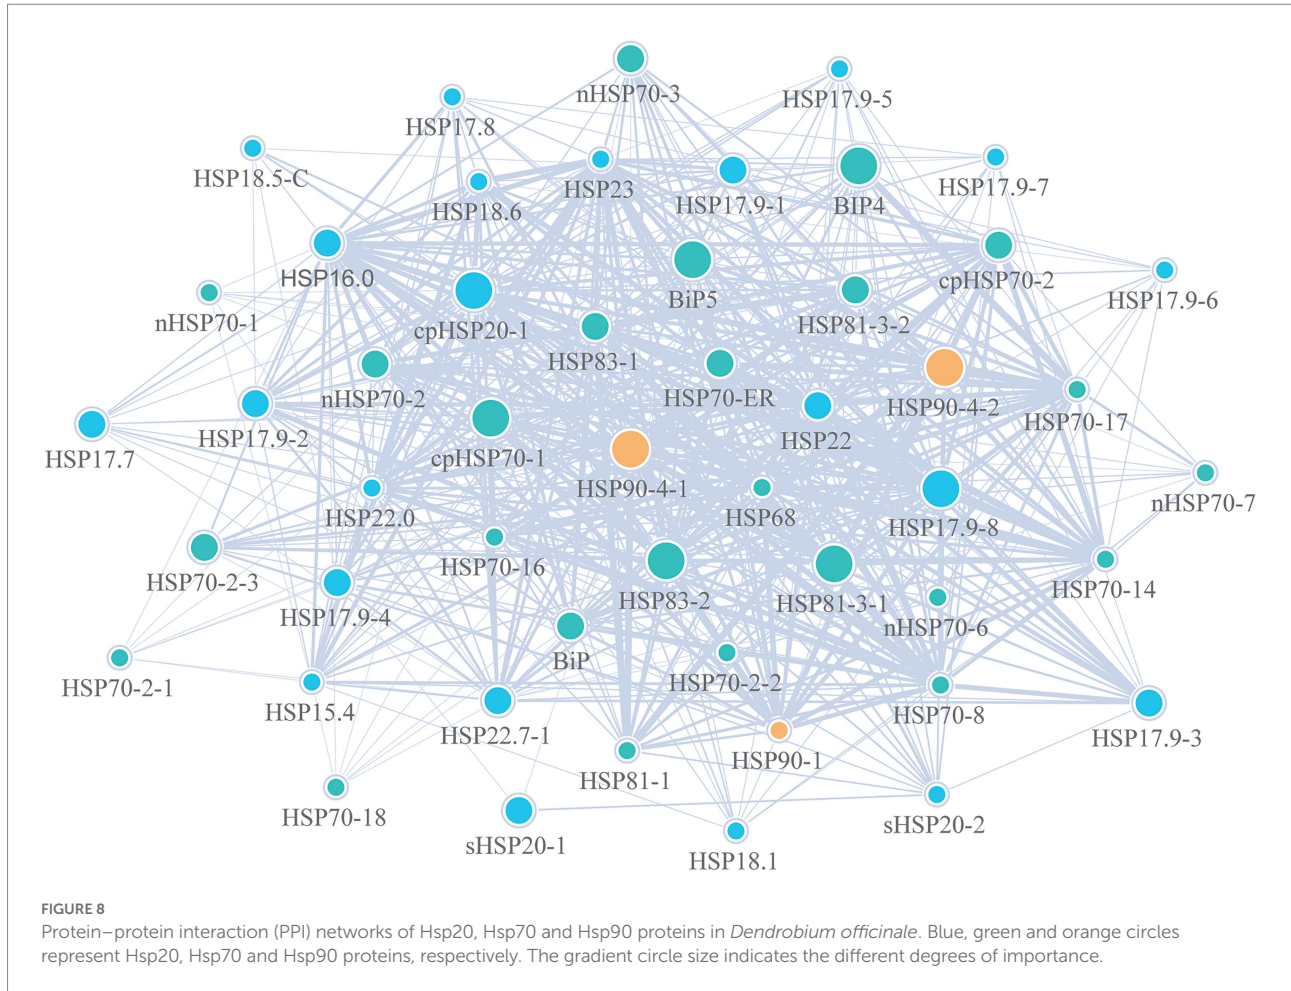 nHSP70-3
HSP17.9-5
HSP17.8
HSP18.5-C
HSP23
HSP17.9-7
HSP18.6
HSP17.9-1
BIP4
HSP16.0
cpHSP70-2
BiP5
HSP17.9-6
nHSP70-1
cpHSP20-1
HSP81-3-2
HSP83-1
nHSP70-2
HSP70-ER
HSP90-4-2
HSP70-17
HSP17.7
HSP17.9-2
cpHSP70-1
HSP22
HSP90-4-1
nHSP70-7
HSP22.0
HSP68
HSP17.9-8
HSP70-2-3
HSP70-16
HSP70-14
HSP17.9-4
HSP83-2
HSP81-3-1
nHSP70-6
BiP
HSP70-2-1
HSP70-2-2
HSP15.4
HSP70-8
HSP22.7-1
HSP17.9-3
HSP81-1
HSP90-1
HSP70-18
sHSP20-1
sHSP20-2
HSP18.1
FIGURE 8
Protein–protein interaction (PPI) networks of Hsp20, Hsp70 and Hsp90 proteins in Dendrobium officinale. Blue, green and orange circles
represent Hsp20, Hsp70 and Hsp90 proteins, respectively. The gradient circle size indicates the different degrees of importance.